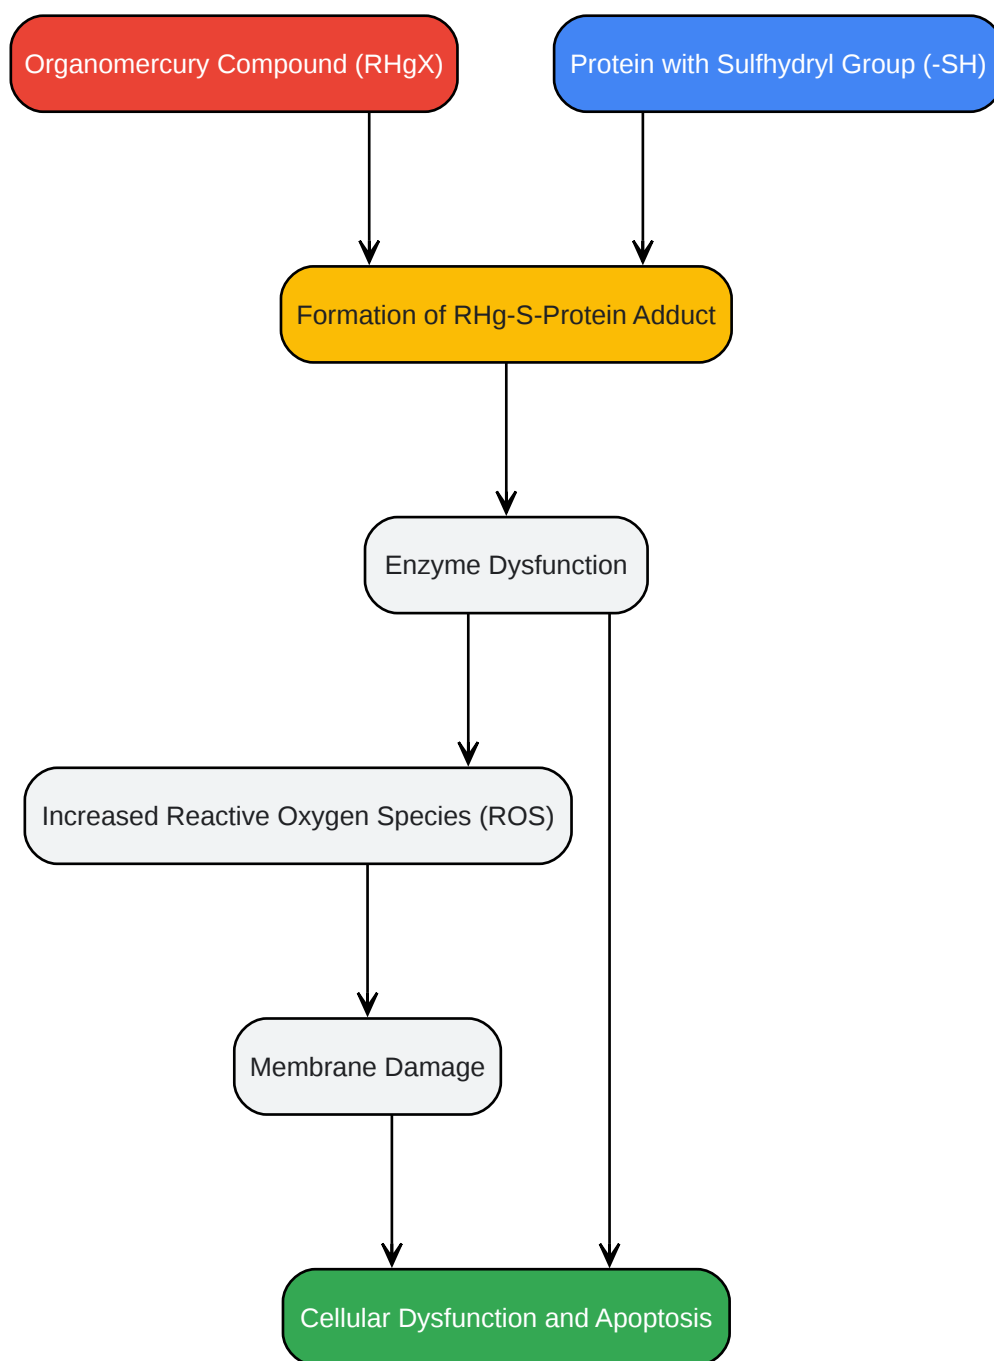 Organomercury Compound (RHgX)
Protein with Sulfhydryl Group (-SH)
Formation of RHg-S-Protein Adduct
Enzyme Dysfunction
Increased Reactive Oxygen Species (ROS)
Membrane Damage
Cellular Dysfunction and Apoptosis